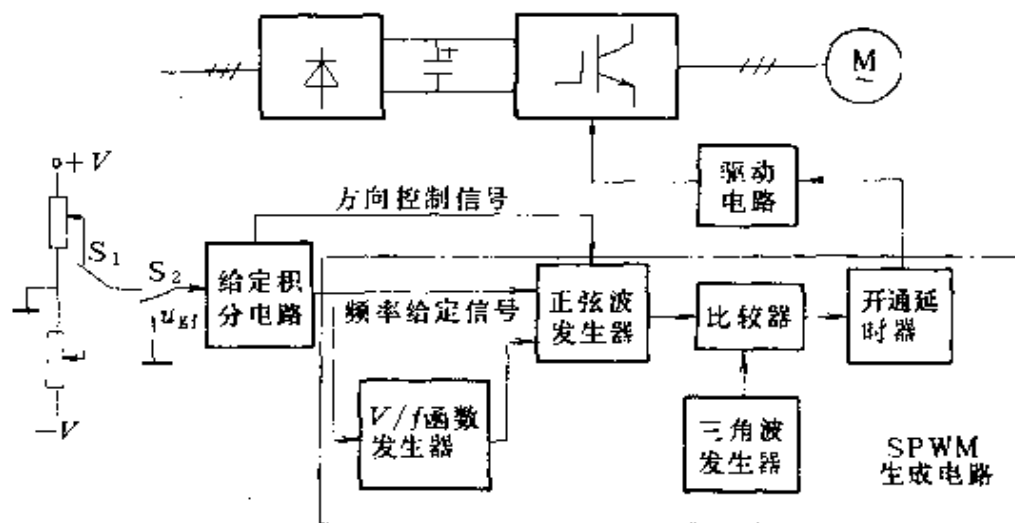 M
~
+V
驱动
电路
方向控制信号
S₁
S₂
给定积
分电路
u_gf
频率给定信号
正弦波
发生器
比较器
开通延
时器
V/f函数
发生器
三角波
发生器
-V
SPWM
生成电路
+